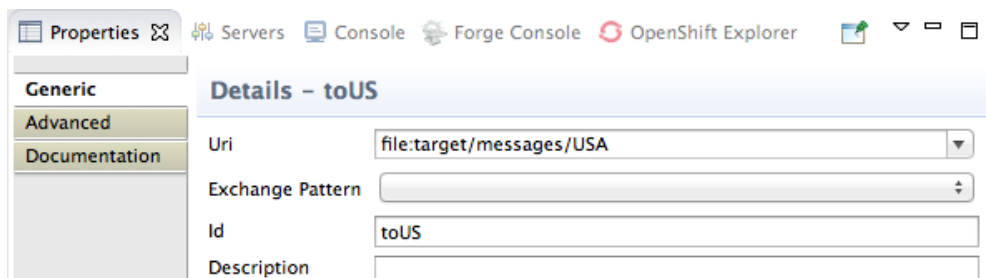 Properties Servers Console Forge Console OpenShift Explorer
Generic
Advanced
Documentation
Details – toUS
Uri file:target/messages/USA
Exchange Pattern
Id toUS
Description